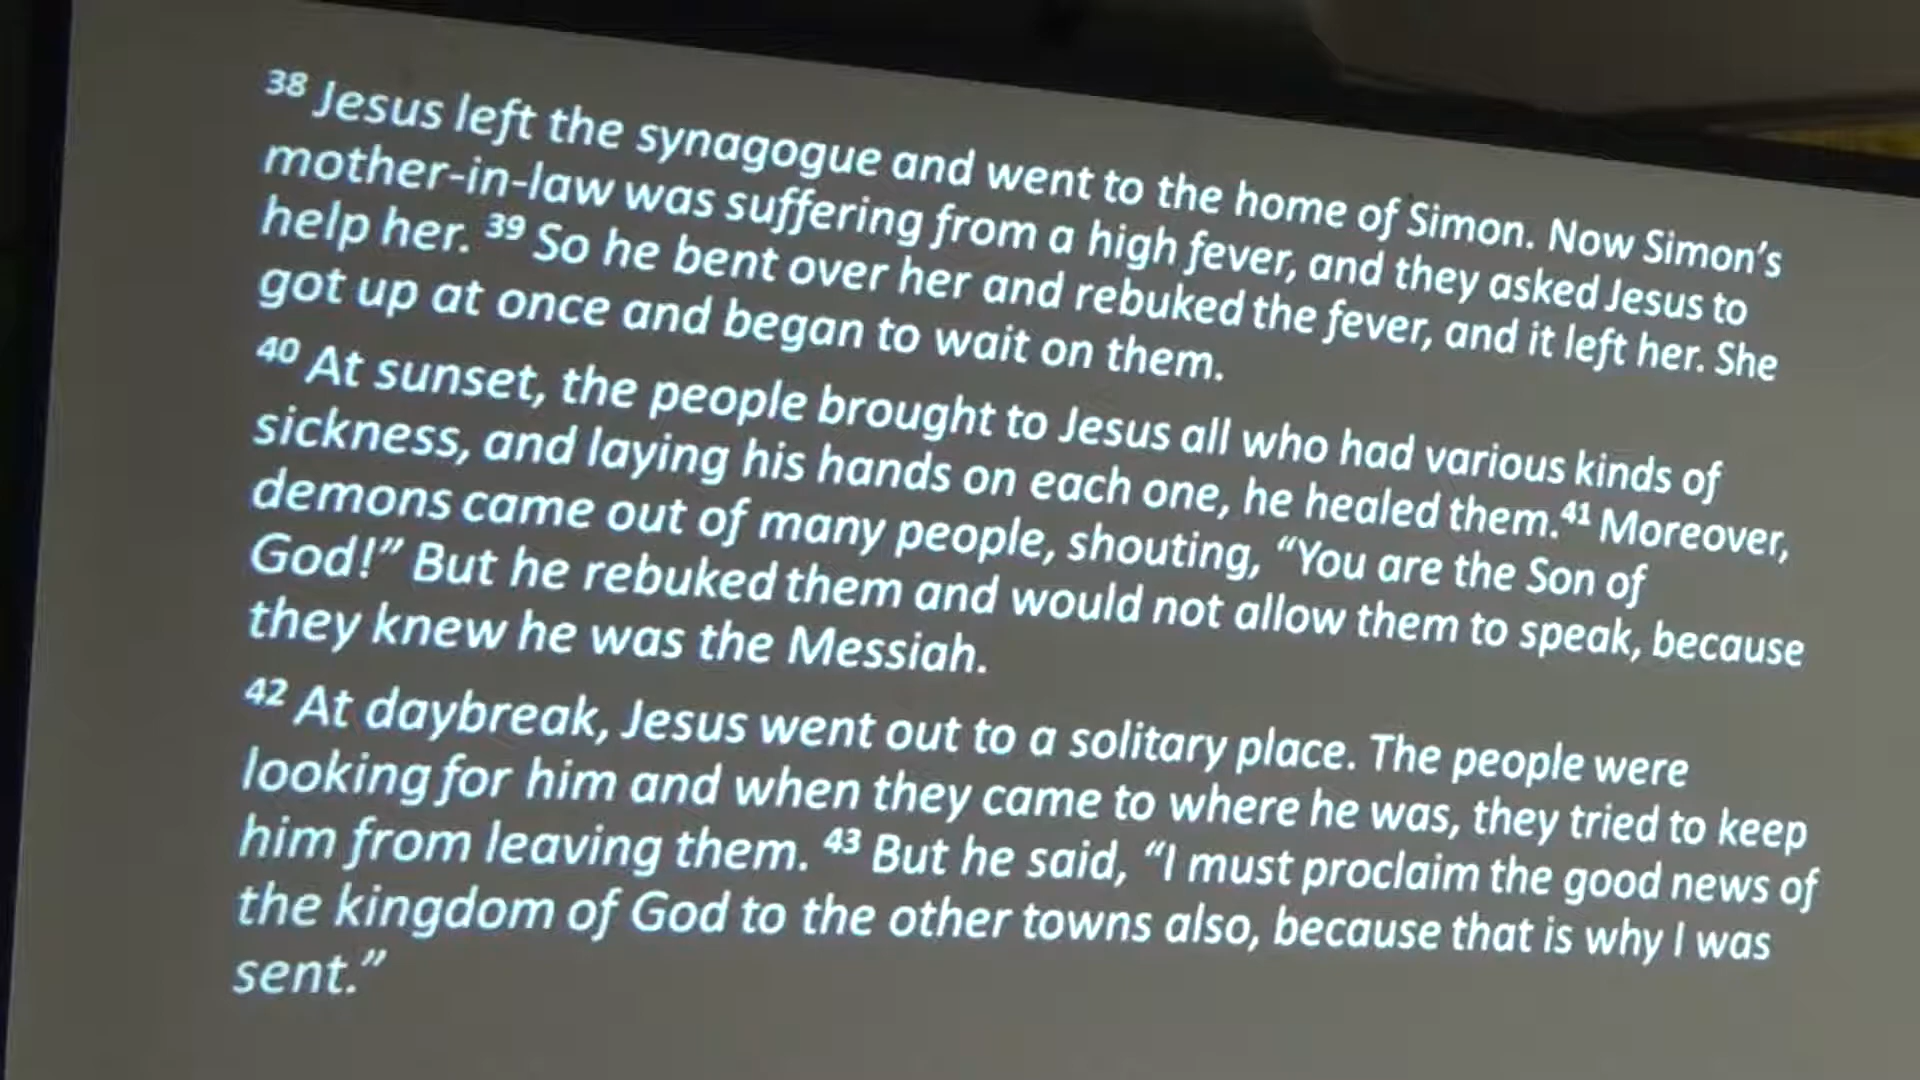 38 Jesus left the synagogue and went to the home of Simon. Now Simon’s
mother-in-law was suffering from a high fever, and they asked Jesus to
help her. 39 So he bent over her and rebuked the fever, and it left her. She
got up at once and began to wait on them.
40 At sunset, the people brought to Jesus all who had various kinds of
sickness, and laying his hands on each one, he healed them.41 Moreover,
demons came out of many people, shouting, “You are the Son of
God!” But he rebuked them and would not allow them to speak, because
they knew he was the Messiah.
42 At daybreak, Jesus went out to a solitary place. The people were
looking for him and when they came to where he was, they tried to keep
him from leaving them. 43 But he said, “I must proclaim the good news of
the kingdom of God to the other towns also, because that is why I was
sent.”